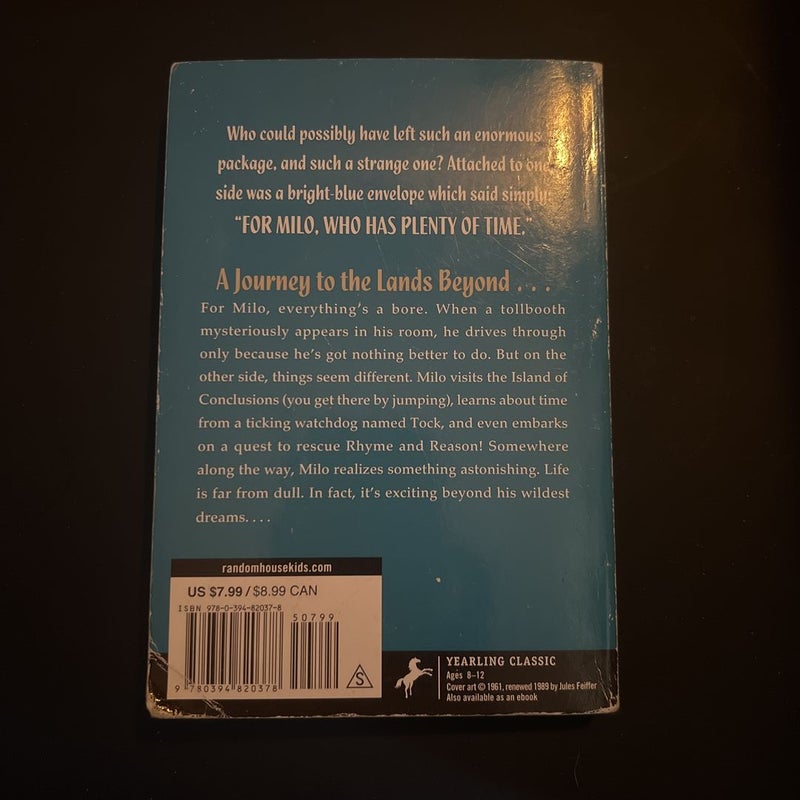 Who could possibly have left such an enormous
package, and such a strange one? Attached to one
side was a bright-blue envelope which said simply:
"FOR MILO, WHO HAS PLENTY OF TIME."
A Journey to the Lands Beyond . . .
For Milo, everything's a bore. When a tollbooth
mysteriously appears in his room, he drives through
only because he's got nothing better to do. But on the
other side, things seem different. Milo visits the Island of
Conclusions (you get there by jumping), learns about time
from a ticking watchdog named Tock, and even embarks
on a quest to rescue Rhyme and Reason! Somewhere
along the way, Milo realizes something astonishing. Life
is far from dull. In fact, it's exciting beyond his wildest
dreams. . . .
randomhousekids.com
US $7.99 / $8.99 CAN
ISBN 978-0-394-82037-8
50799
9 780394 820378
S
YEARLING CLASSIC
Ages 8–12
Cover art © 1961, renewed 1989 by Jules Feiffer
Also available as an ebook